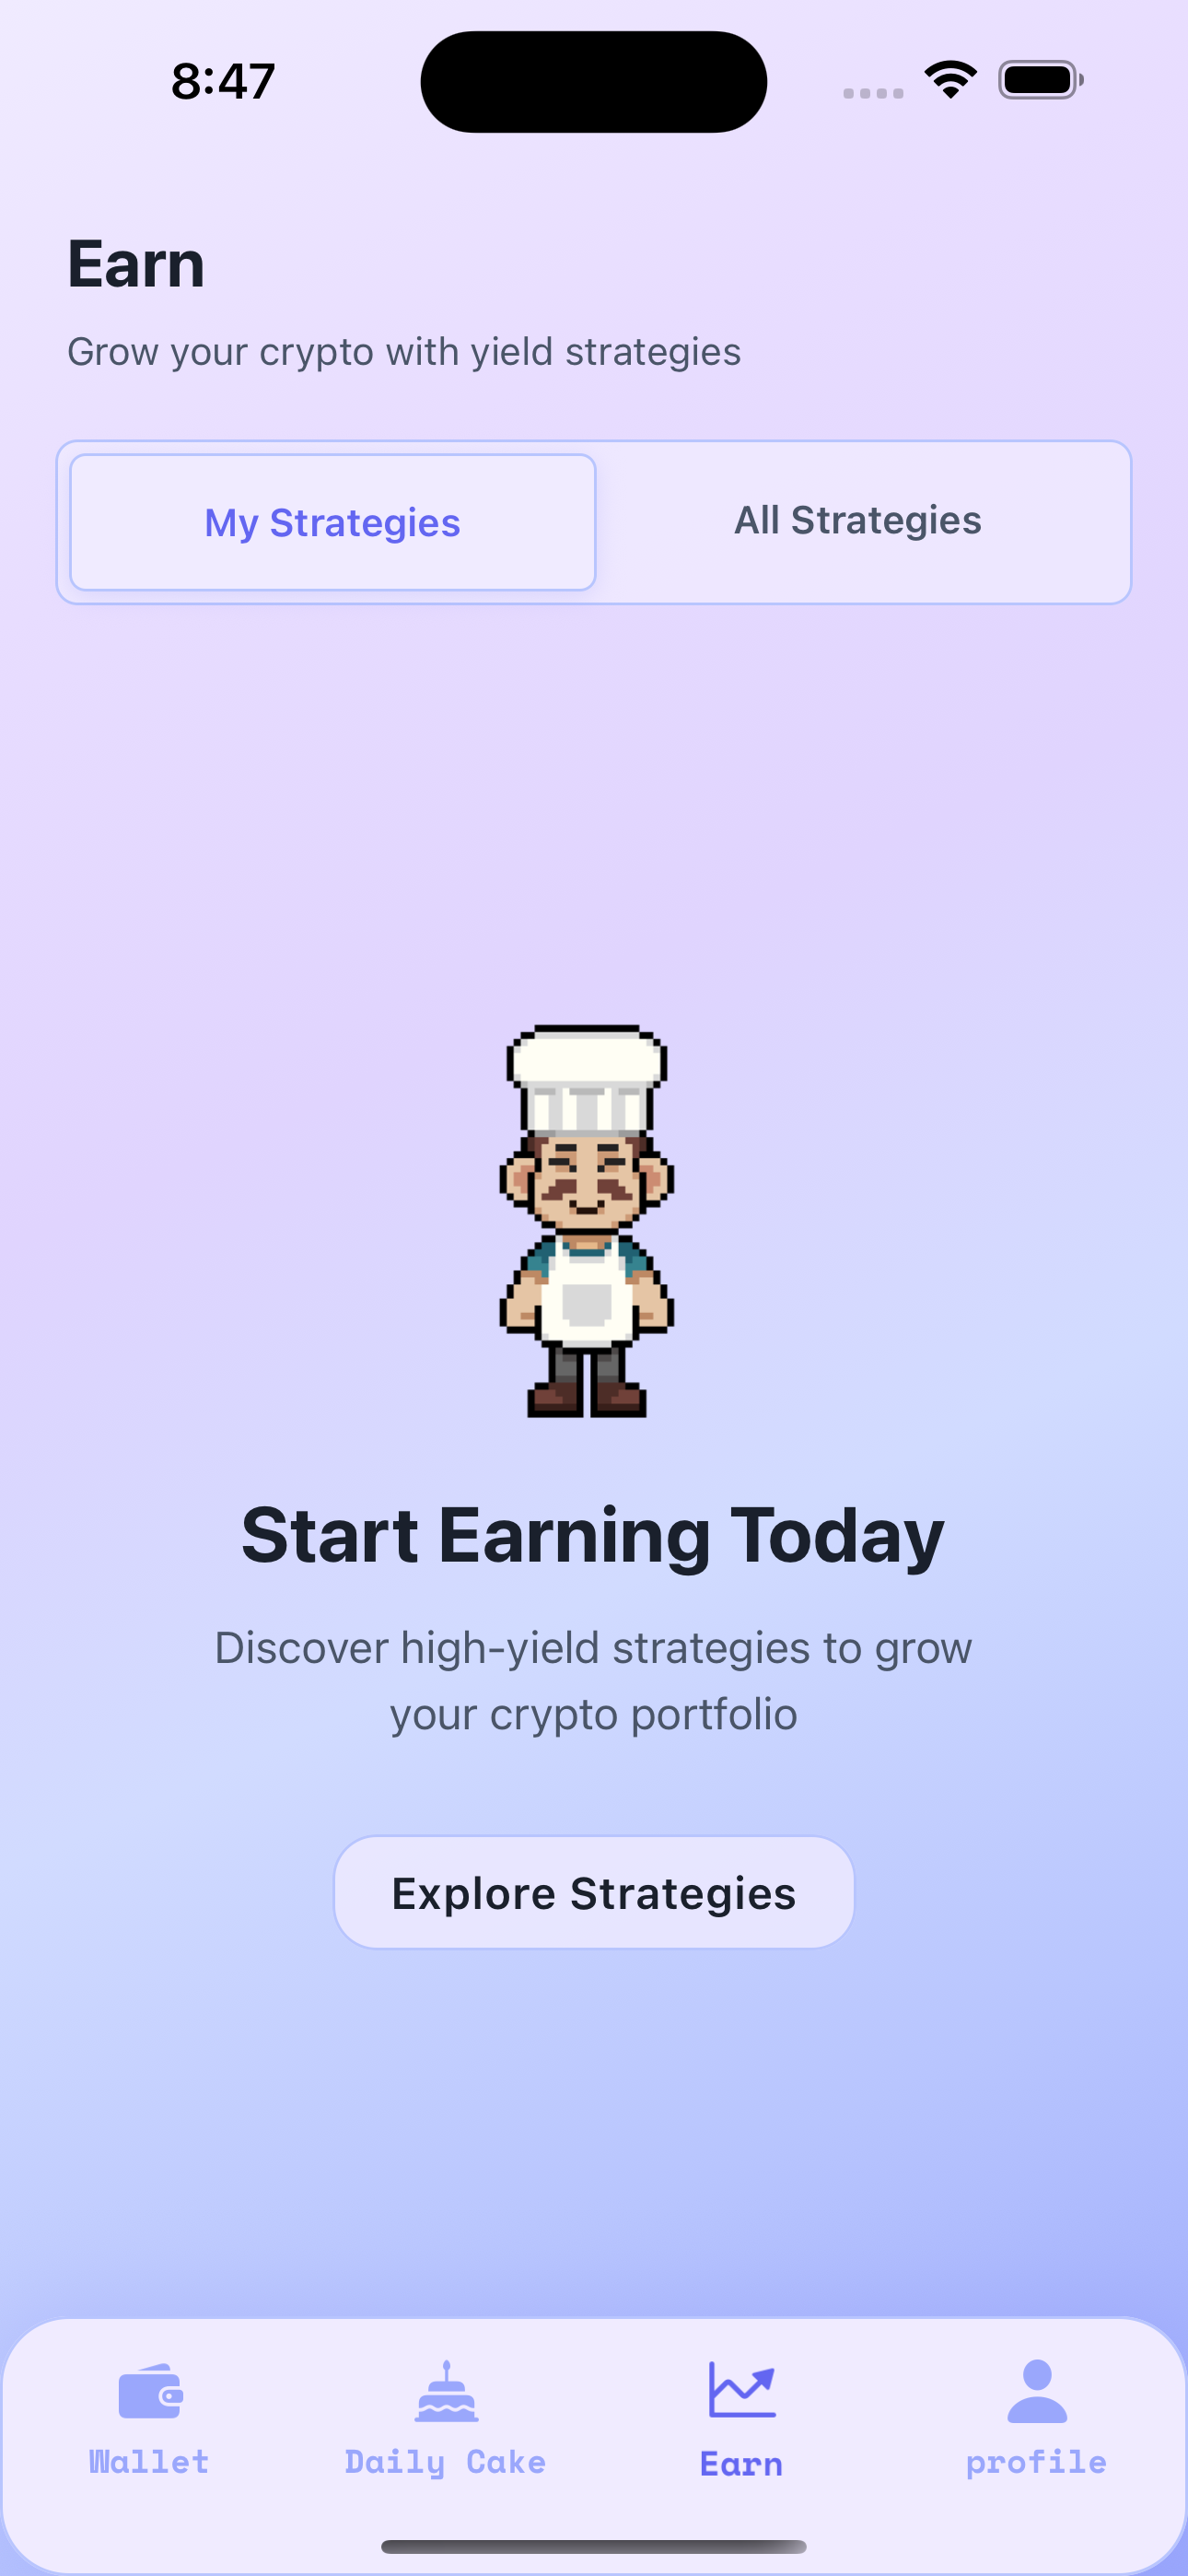 8:47
Earn
Grow your crypto with yield strategies
My Strategies
All Strategies
Start Earning Today
Discover high-yield strategies to grow
your crypto portfolio
Explore Strategies
Wallet
Daily Cake
Earn
profile